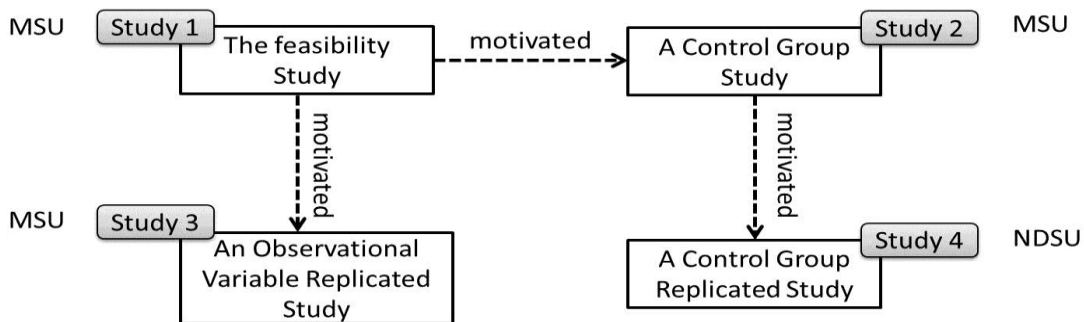 MSU
Study 1
The feasibility
Study
motivated
Study 2
MSU
A Control Group
Study
motivated
motivated
MSU
Study 3
An Observational
Variable Replicated
Study
Study 4
NDSU
A Control Group
Replicated Study